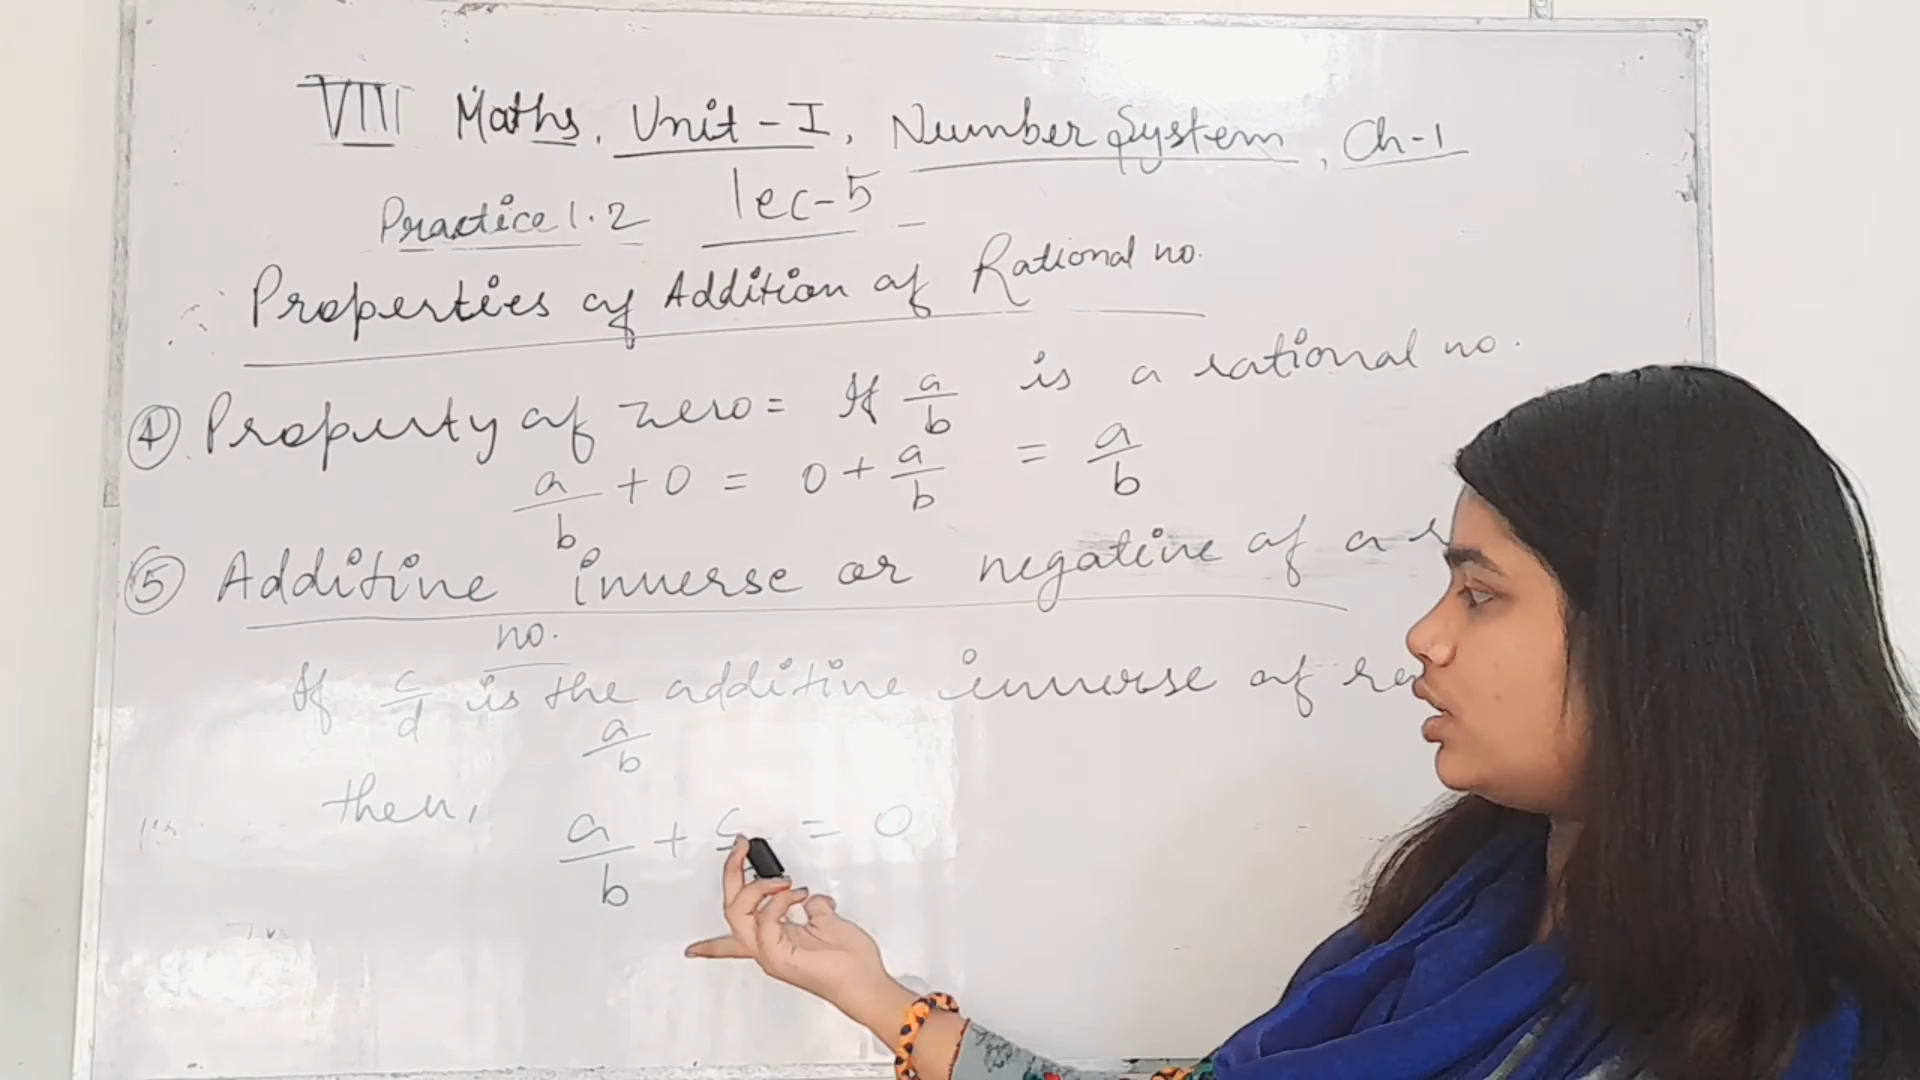 VIII Maths, Unit-I, Number System, Ch-1
Practice 1.2 lec-5
Properties of Addition of Rational no.
④ Property of zero = If a/b is a rational no.
a/b + 0 = 0 + a/b = a/b
⑤ Additive inverse or negative of a
no.
If c/d is the additive inverse of
a/b
then,
a/b + c = 0